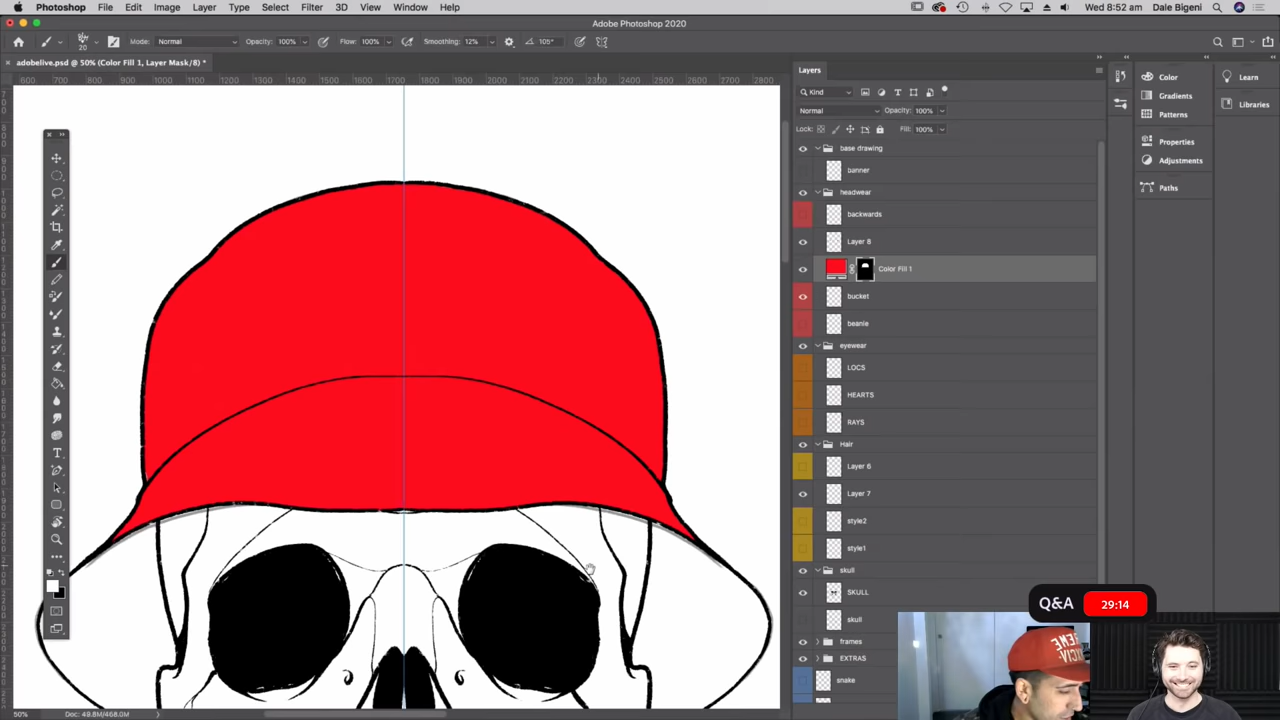 Photoshop File Edit Image Layer Type Select Filter 3D View Window Help Wed 8:52 am Dale Bigeni
Adobe Photoshop 2020
20 Mode: Normal Opacity: 100% Flow: 100% Smoothing: 12% 105°
adobelive.psd @ 50% (Color Fill 1, Layer Mask/8) *
600 700 800 900 1000 1100 1200 1300 1400 1500 1600 1700 1800 1900 2000 2100 2200 2300 2400 2500 2600 2700 2800
Layers
Kind
Normal Opacity: 100%
Lock: Fill: 100%
base drawing
banner
headwear
backwards
Layer 8
Color Fill 1
bucket
beanie
eyewear
LOCS
HEARTS
RAYS
Hair
Layer 6
Layer 7
style2
style1
skull
SKULL
skull
frames
EXTRAS
snake
Color
Gradients
Patterns
Properties
Adjustments
Paths
Learn
Libraries
Q&A 29:14
50% Doc: 49.8M/468.0M